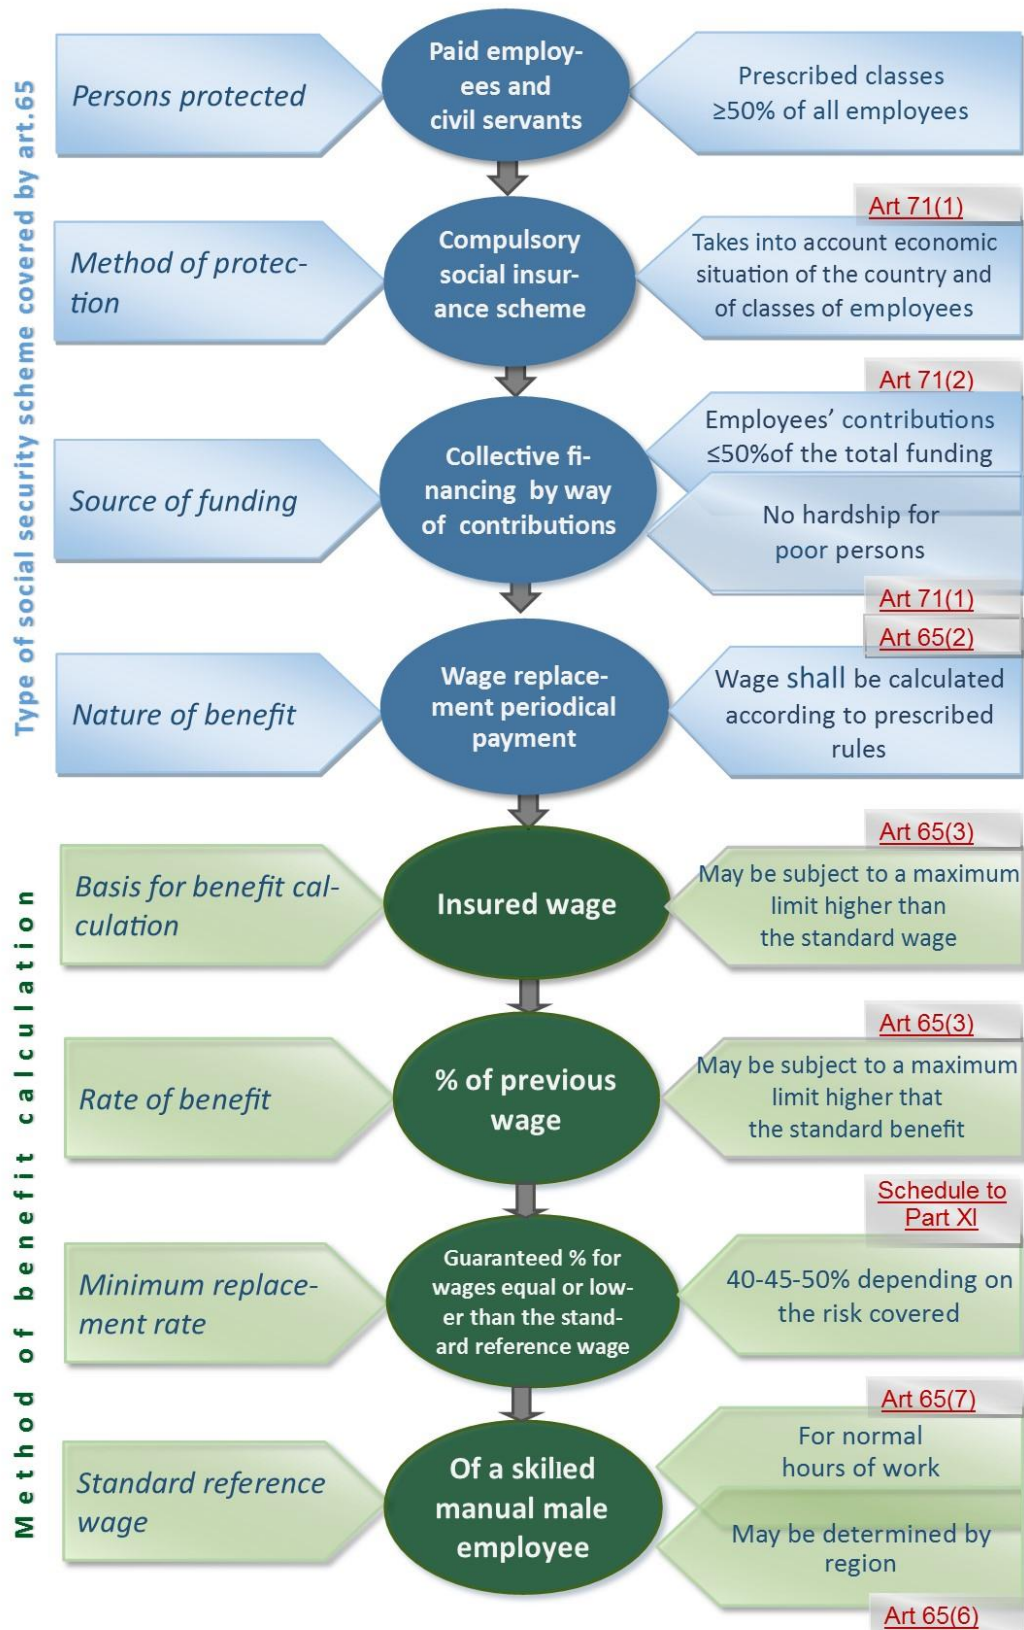 Type of social security scheme covered by art.65
Persons protected
Paid employ-
ees and
civil servants
Prescribed classes
≥50% of all employees
Method of protec-
tion
Compulsory
social insur-
ance scheme
Art 71(1)
Takes into account economic
situation of the country and
of classes of employees
Source of funding
Collective fi-
nancing by way
of contributions
Art 71(2)
Employees’ contributions
≤50%of the total funding
No hardship for
poor persons
Art 71(1)
Nature of benefit
Wage replace-
ment periodical
payment
Art 65(2)
Wage shall be calculated
according to prescribed
rules
Method of benefit calculation
Basis for benefit cal-
culation
Insured wage
Art 65(3)
May be subject to a maximum
limit higher than
the standard wage
Rate of benefit
% of previous
wage
Art 65(3)
May be subject to a maximum
limit higher that
the standard benefit
Minimum replace-
ment rate
Guaranteed % for
wages equal or low-
er than the stand-
ard reference wage
Schedule to
Part XI
40-45-50% depending on
the risk covered
Standard reference
wage
Of a skilled
manual male
employee
Art 65(7)
For normal
hours of work
May be determined by
region
Art 65(6)